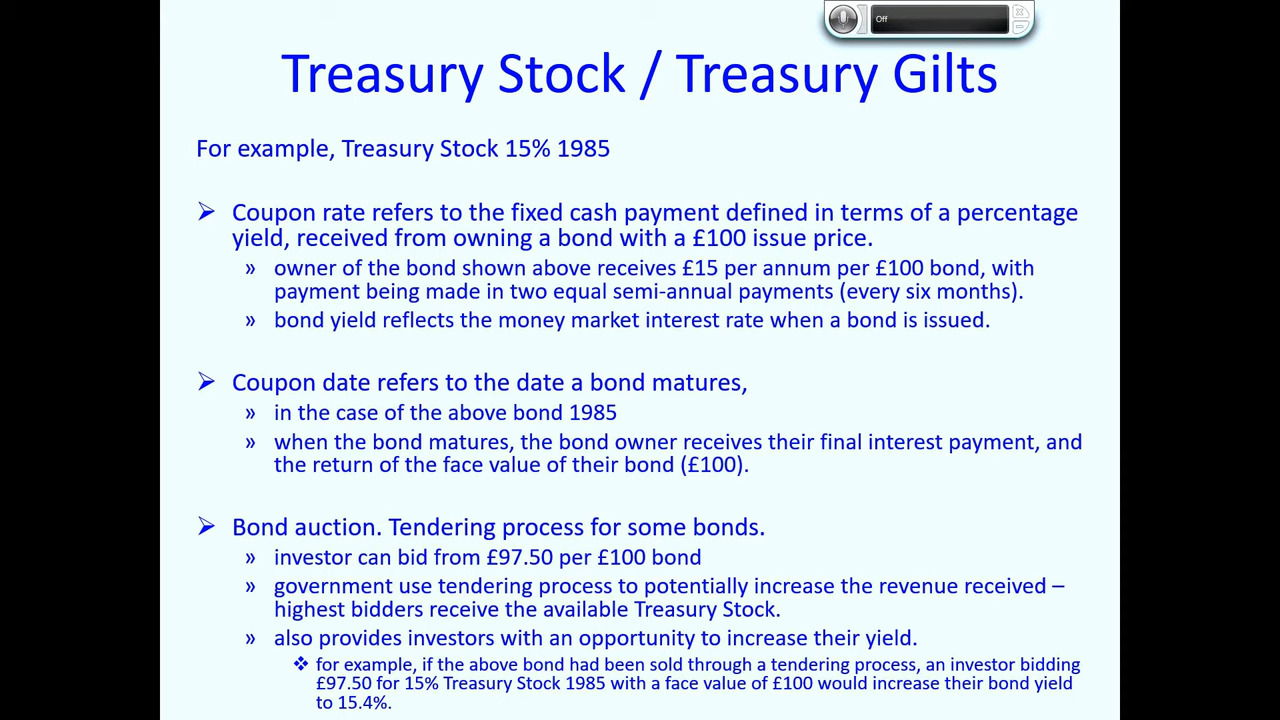 Off
Treasury Stock / Treasury Gilts
For example, Treasury Stock 15% 1985
➢ Coupon rate refers to the fixed cash payment defined in terms of a percentage
yield, received from owning a bond with a £100 issue price.
» owner of the bond shown above receives £15 per annum per £100 bond, with
payment being made in two equal semi-annual payments (every six months).
» bond yield reflects the money market interest rate when a bond is issued.
➢ Coupon date refers to the date a bond matures,
» in the case of the above bond 1985
» when the bond matures, the bond owner receives their final interest payment, and
the return of the face value of their bond (£100).
➢ Bond auction. Tendering process for some bonds.
» investor can bid from £97.50 per £100 bond
» government use tendering process to potentially increase the revenue received –
highest bidders receive the available Treasury Stock.
» also provides investors with an opportunity to increase their yield.
❖ for example, if the above bond had been sold through a tendering process, an investor bidding
£97.50 for 15% Treasury Stock 1985 with a face value of £100 would increase their bond yield
to 15.4%.